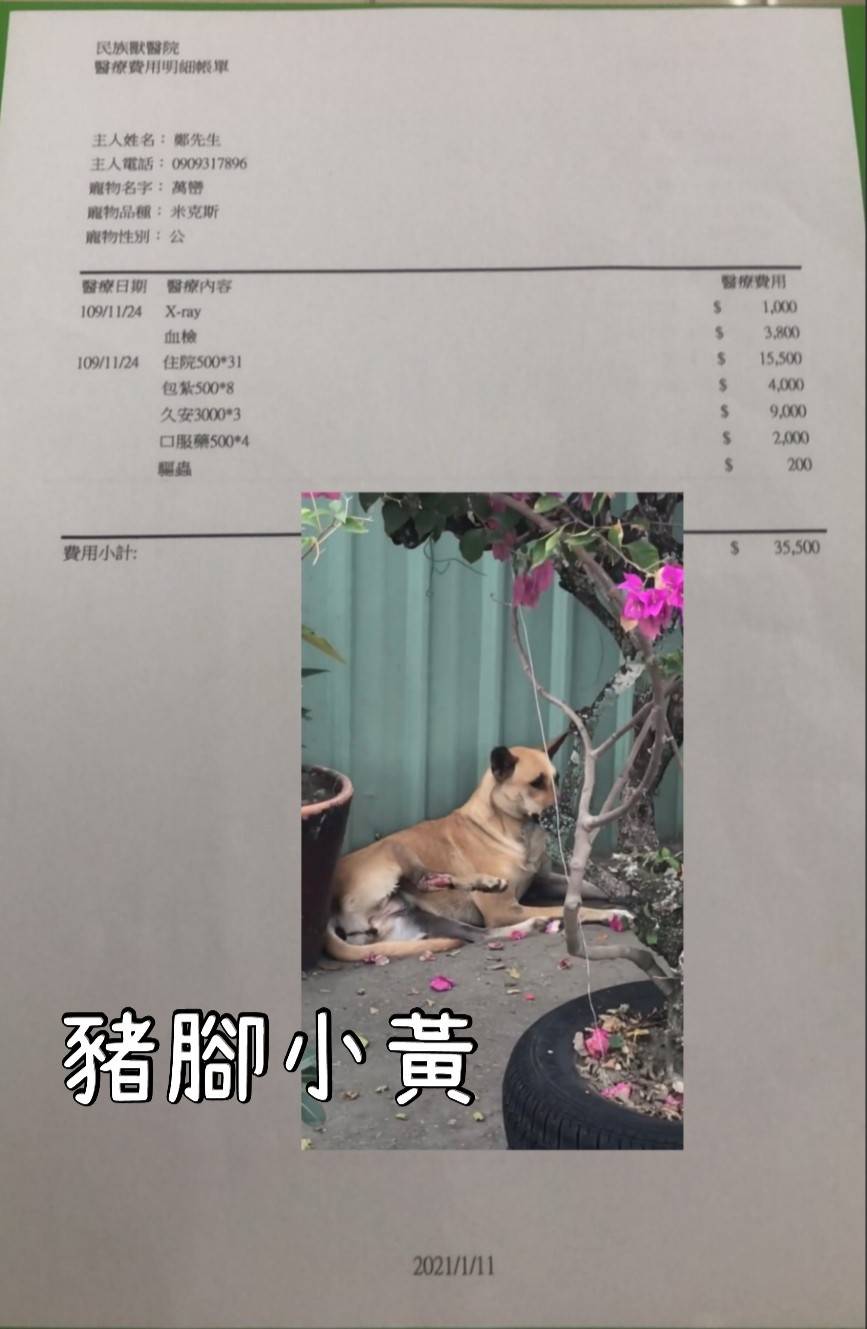 民族獸醫院
醫療費用明細帳單
主人姓名： 鄭先生
主人電話： 0909317896
寵物名字： 萬巒
寵物品種： 米克斯
寵物性別： 公
醫療日期 醫療內容 醫療費用
109/11/24 X-ray $ 1,000
血檢 $ 3,800
109/11/24 住院500*31 $ 15,500
包紮500*8 $ 4,000
久安3000*3 $ 9,000
口服藥500*4 $ 2,000
驅蟲 $ 200
費用小計: $ 35,500
豬腳小黃
2021/1/11